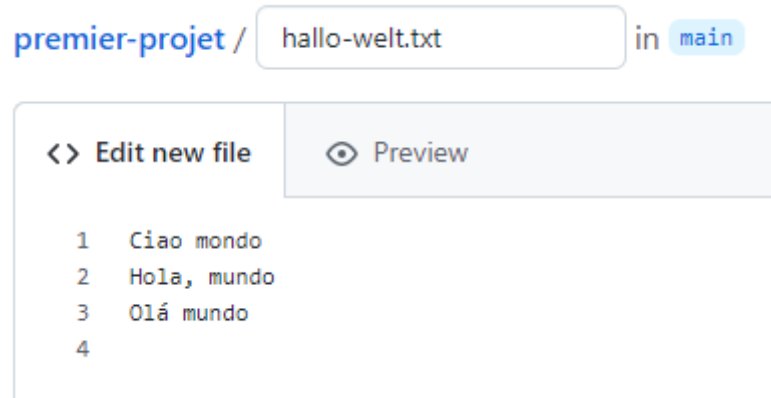 premier-projet / hallo-welt.txt in main
<> Edit new file Preview
1 Ciao mondo
2 Hola, mundo
3 Olá mundo
4